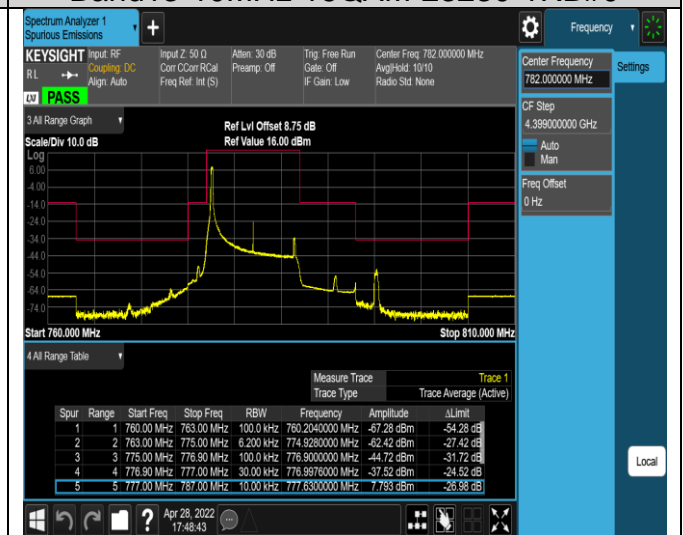 Spectrum Analyzer 1
Spurious Emissions
+
Frequency
KEYSIGHT
R L
LXI PASS
Input: RF
Coupling: DC
Align: Auto
Input Z: 50 Ω
Corr CCorr RCal
Freq Ref: Int (S)
Atten: 30 dB
Preamp: Off
Trig: Free Run
Gate: Off
IF Gain: Low
Center Freq: 782.000000 MHz
Avg|Hold: 10/10
Radio Std: None
Center Frequency
782.000000 MHz
Settings
CF Step
4.399000000 GHz
Auto
Man
Freq Offset
0 Hz
3 All Range Graph
Scale/Div 10.0 dB
Ref Lvl Offset 8.75 dB
Ref Value 16.00 dBm
Log
6.00
-4.00
-14.0
-24.0
-34.0
-44.0
-54.0
-64.0
-74.0
Start 760.000 MHz
Stop 810.000 MHz
4 All Range Table
Measure Trace Trace 1
Trace Type Trace Average (Active)
Spur Range Start Freq Stop Freq RBW Frequency Amplitude ΔLimit
1 1 760.00 MHz 763.00 MHz 100.0 kHz 760.2040000 MHz -67.28 dBm -54.28 dB
2 2 763.00 MHz 775.00 MHz 6.200 kHz 774.9280000 MHz -62.42 dBm -27.42 dB
3 3 775.00 MHz 776.90 MHz 100.0 kHz 776.9000000 MHz -44.72 dBm -31.72 dB
4 4 776.90 MHz 777.00 MHz 30.00 kHz 776.9976000 MHz -37.52 dBm -24.52 dB
5 5 777.00 MHz 787.00 MHz 10.00 kHz 777.6300000 MHz 7.793 dBm -26.98 dB
Local
?
Apr 28, 2022
17:48:43